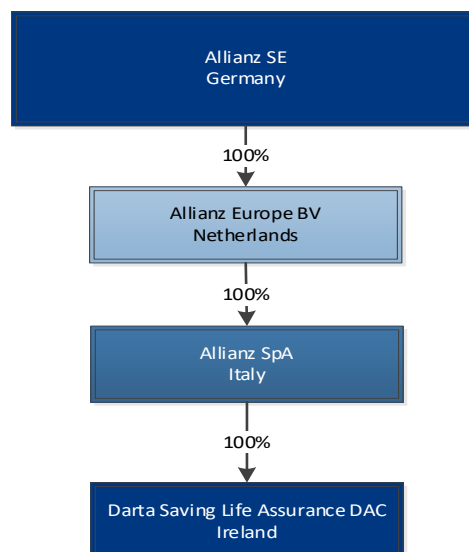 Allianz SE
Germany
100%
Allianz Europe BV
Netherlands
100%
Allianz SpA
Italy
100%
Darta Saving Life Assurance DAC
Ireland